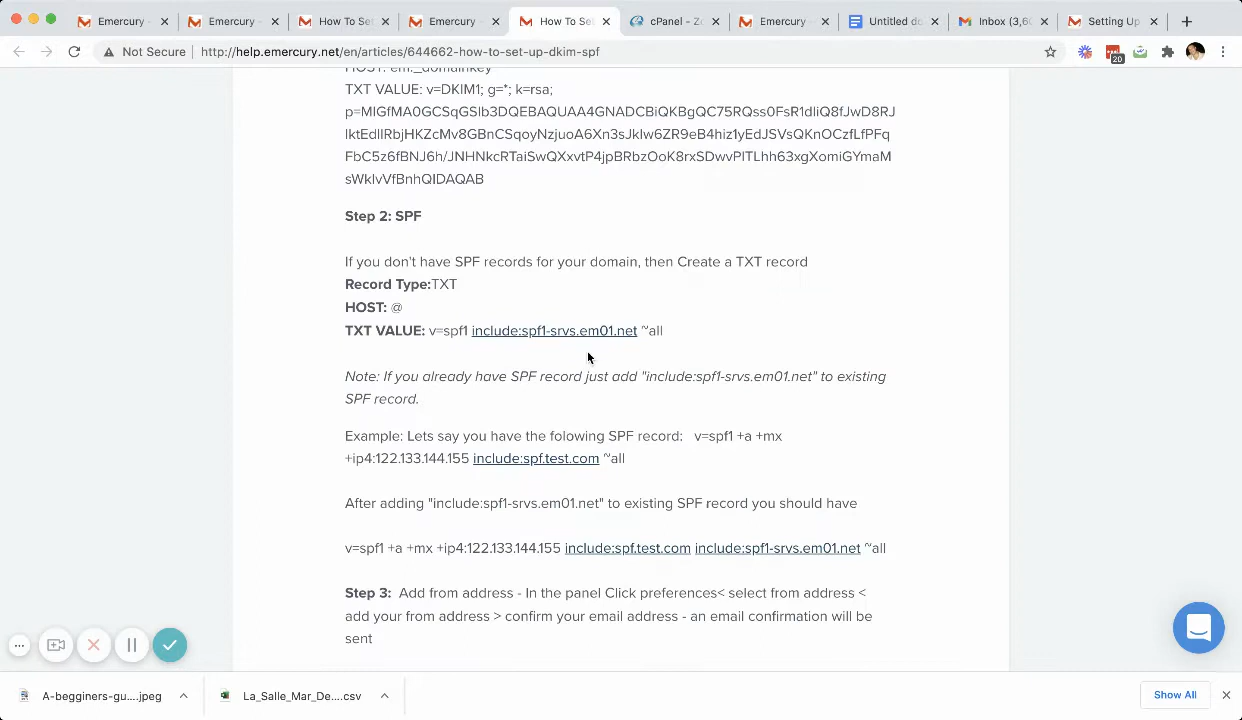 Emercury
Emercury
How To Se
Emercury
How To Se
cPanel - Zo
Emercury
Untitled do
Inbox (3,6
Setting Up
Not Secure
http://help.emercury.net/en/articles/644662-how-to-set-up-dkim-spf
20
HOST: em._domainkey
TXT VALUE: v=DKIM1; g=*; k=rsa;
p=MIGfMA0GCSqGSIb3DQEBAQUAA4GNADCBiQKBgQC75RQss0FsR1dIiQ8fJwD8RJ
lktEdIlRbjHKZcMv8GBnCSqoyNzjuoA6Xn3sJkIw6ZR9eB4hiz1yEdJSVsQKnOCzfLfPFq
FbC5z6fBNJ6h/JNHNkcRTaiSwQXxvtP4jpBRbzOoK8rxSDwvPITLhh63xgXomiGYmaM
sWklvVfBnhQIDAQAB
Step 2: SPF
If you don't have SPF records for your domain, then Create a TXT record
Record Type:TXT
HOST: @
TXT VALUE: v=spf1 include:spf1-srvs.em01.net ~all
Note: If you already have SPF record just add "include:spf1-srvs.em01.net" to existing
SPF record.
Example: Lets say you have the folowing SPF record: v=spf1 +a +mx
+ip4:122.133.144.155 include:spf.test.com ~all
After adding "include:spf1-srvs.em01.net" to existing SPF record you should have
v=spf1 +a +mx +ip4:122.133.144.155 include:spf.test.com include:spf1-srvs.em01.net ~all
Step 3: Add from address - In the panel Click preferences< select from address <
add your from address > confirm your email address - an email confirmation will be
sent
A-begginers-gu....jpeg
La_Salle_Mar_De....csv
Show All